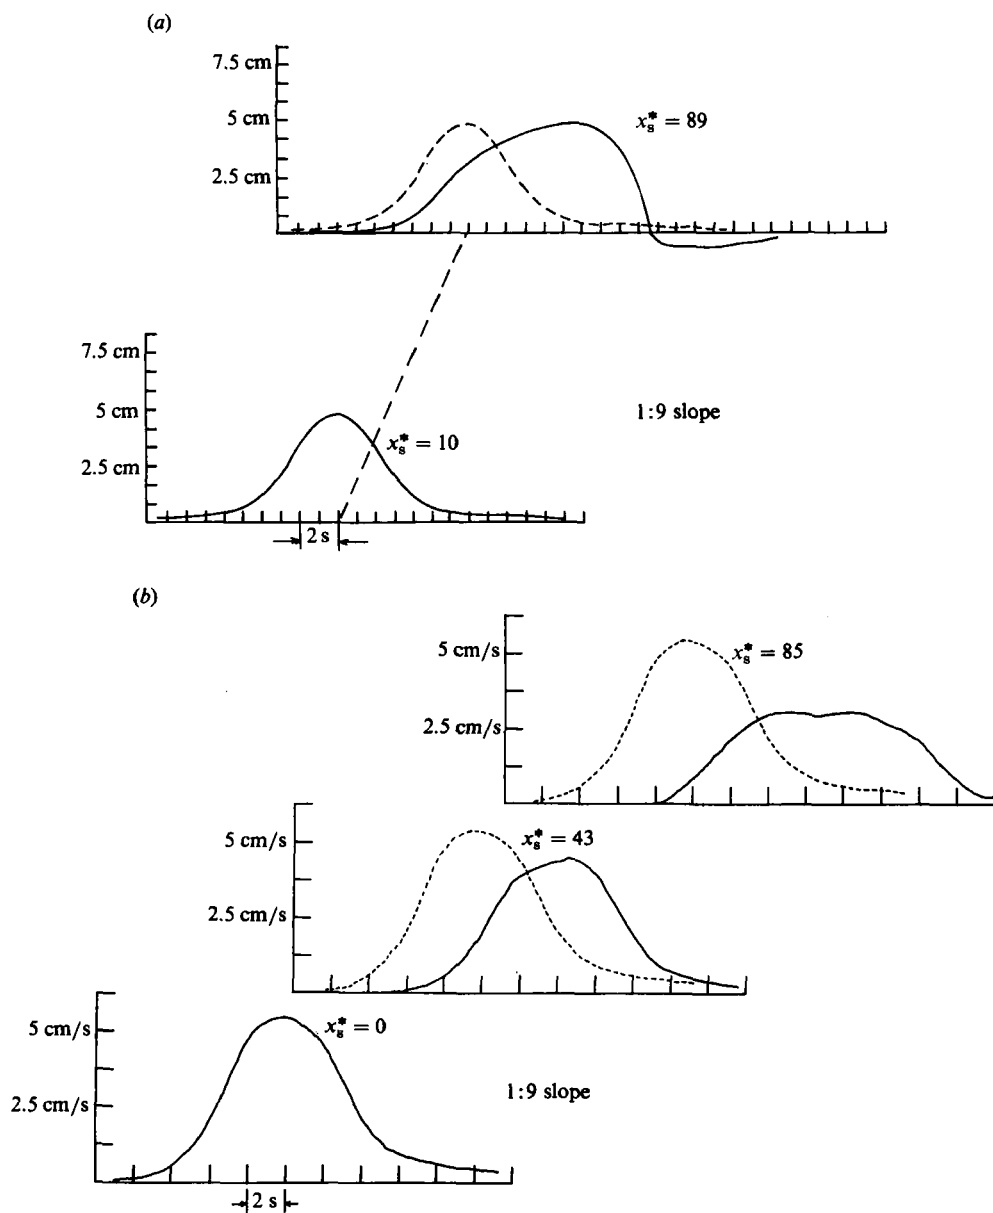 (a)
7.5 cm
5 cm
2.5 cm
x*s = 89
7.5 cm
5 cm
2.5 cm
x*s = 10
1:9 slope
2 s
(b)
5 cm/s
2.5 cm/s
x*s = 85
5 cm/s
2.5 cm/s
x*s = 43
5 cm/s
2.5 cm/s
x*s = 0
1:9 slope
2 s